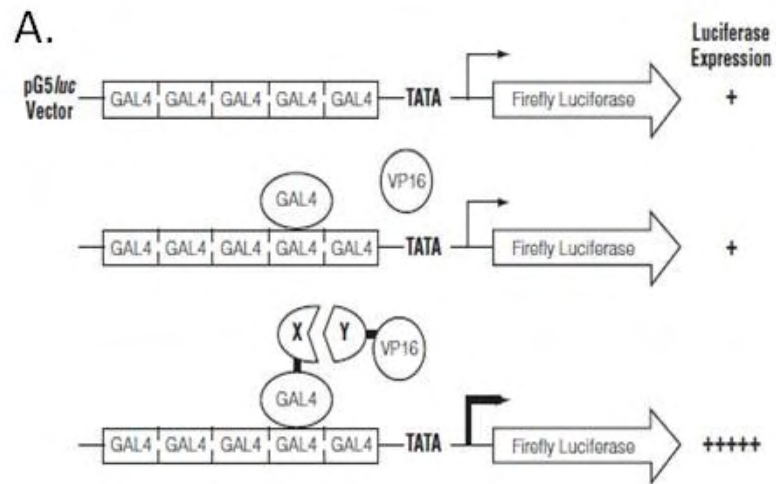 A.
Luciferase
Expression
pG5luc
Vector
GAL4 GAL4 GAL4 GAL4 GAL4 TATA Firefly Luciferase +
VP16
GAL4
GAL4 GAL4 GAL4 GAL4 GAL4 TATA Firefly Luciferase +
X Y
VP16
GAL4
GAL4 GAL4 GAL4 GAL4 GAL4 TATA Firefly Luciferase +++++